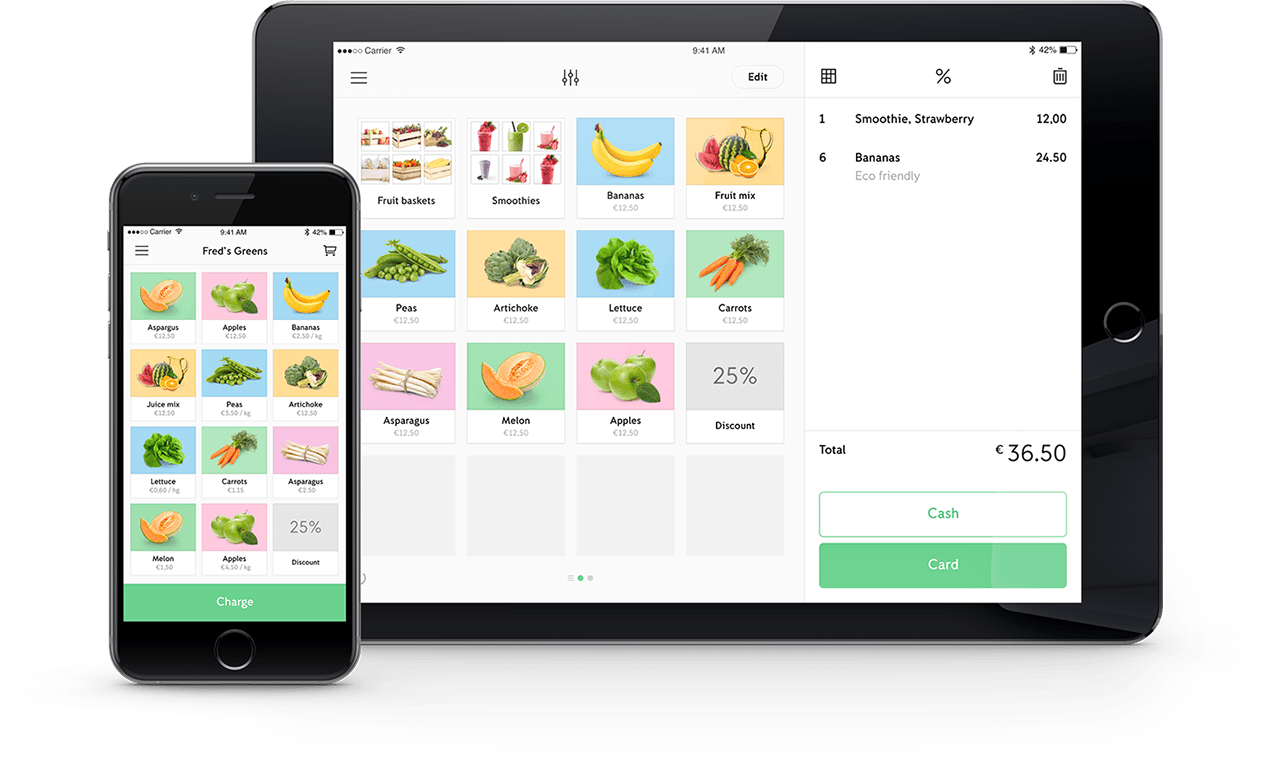 Carrier
9:41 AM
42%
Edit
Fruit baskets
Smoothies
Bananas
€12,50
Fruit mix
€12,50
Peas
€12,50
Artichoke
€12,50
Lettuce
€12,50
Carrots
€12,50
Asparagus
€12,50
Melon
€12,50
Apples
€12,50
25%
Discount
%
1 Smoothie, Strawberry 12,00
6 Bananas 24.50
Eco friendly
Total € 36.50
Cash
Card
Carrier
9:41 AM
42%
Fred's Greens
Aspargus
€12,50
Apples
€12,50
Bananas
€2,50 / kg
Juice mix
€12,50
Peas
€3,50 / kg
Artichoke
€12,50
Lettuce
€0,60 / hg
Carrots
€1.15
Asparagus
€2.50
Melon
€1,50
Apples
€4,50 / kg
25%
Discount
Charge